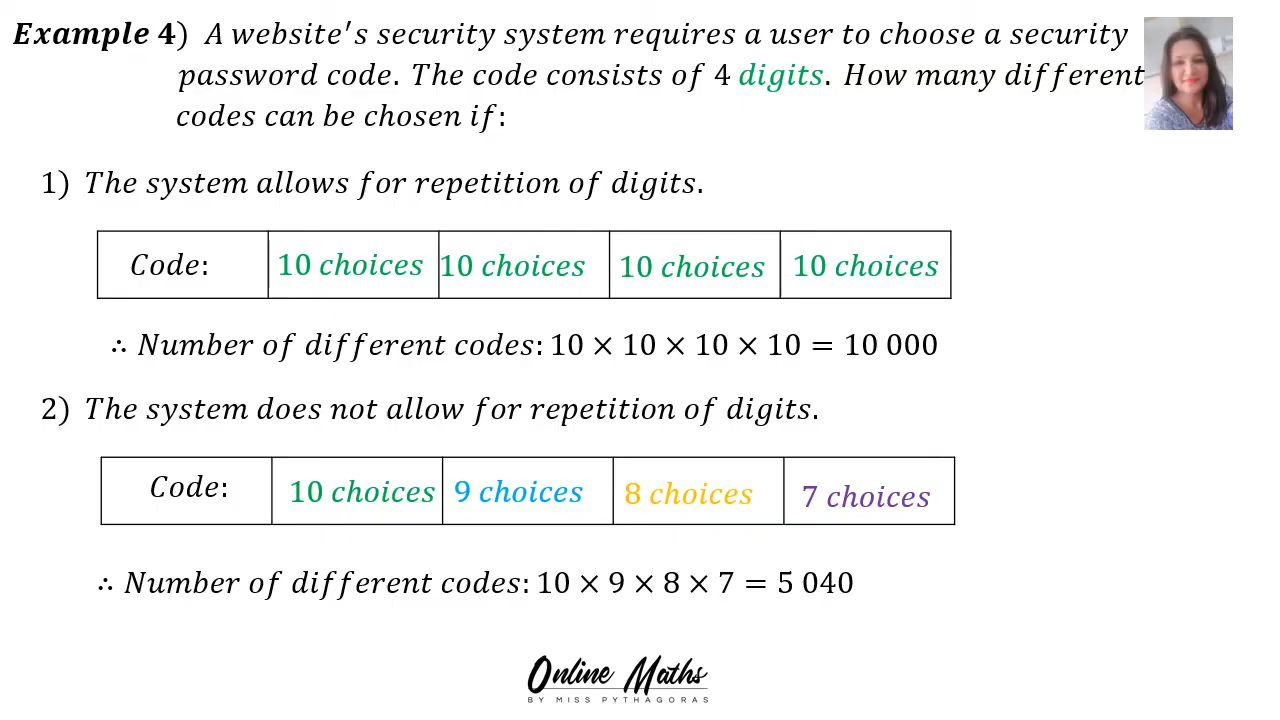 Example 4) A website's security system requires a user to choose a security
password code. The code consists of 4 digits. How many different
codes can be chosen if:
1) The system allows for repetition of digits.
Code: 10 choices 10 choices 10 choices 10 choices
∴ Number of different codes: 10 × 10 × 10 × 10 = 10 000
2) The system does not allow for repetition of digits.
Code: 10 choices 9 choices 8 choices 7 choices
∴ Number of different codes: 10 × 9 × 8 × 7 = 5 040
Online Maths
BY MISS PYTHAGORAS